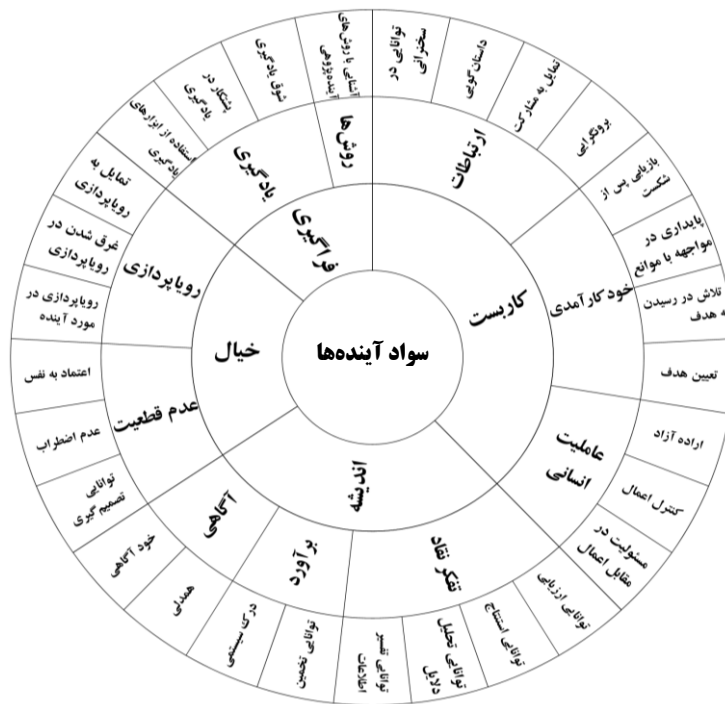 سواد آینده‌ها
کاربست
اندیشه
خیال
فراگیری
ارتباطات
خودکارآمدی
عاملیت
انسانی
تفکر نقاد
برآورد
آگاهی
عدم قطعیت
رویاپردازی
یادگیری
روش‌ها
توانایی در
سخنرانی
داستان‌گویی
تمایل به مشارکت
برونگرایی
بازیابی پس از
شکست
پایداری در
مواجهه با موانع
تلاش در رسیدن
به هدف
تعیین هدف
اراده آزاد
کنترل اعمال
مسئولیت در
مقابل اعمال
توانایی ارزیابی
توانایی استنتاج
توانایی تحلیل
دلایل
توانایی تفسیر
اطلاعات
توانایی تخمین
درک سیستمی
همدلی
خود آگاهی
توانایی
تصمیم گیری
عدم اضطراب
اعتماد به نفس
رویاپردازی در
مورد آینده
غرق شدن در
رویاپردازی
تمایل به
رویاپردازی
استفاده از ابزارهای
یادگیری
پشتکار در
یادگیری
شوق یادگیری
آشنایی با روش‌های
آینده‌پژوهی